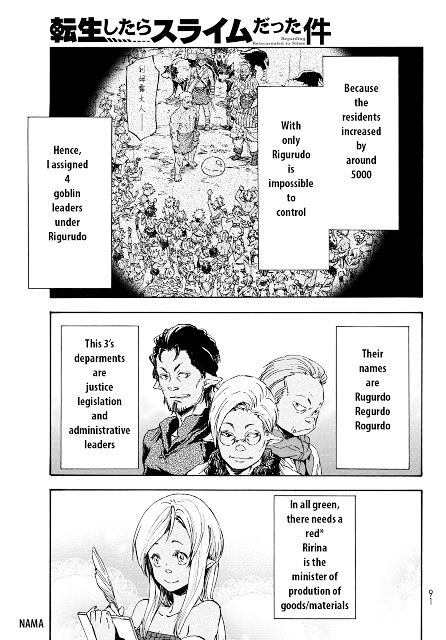 転生したらスライムだった件
Regarding
Reincarnated to Slime
Because
the
residents
increased
by
around
5000
With
only
Rigurudo
is
impossible
to
control
Hence,
I assigned
4
goblin
leaders
under
Rigurudo
Their
names
are
Rugurdo
Regurdo
Rogurdo
This 3's
deparments
are
justice
legislation
and
administrative
leaders
In all green,
there needs a
red*
Ririna
is the
minister of
prodution of
goods/materials
91
NAMA